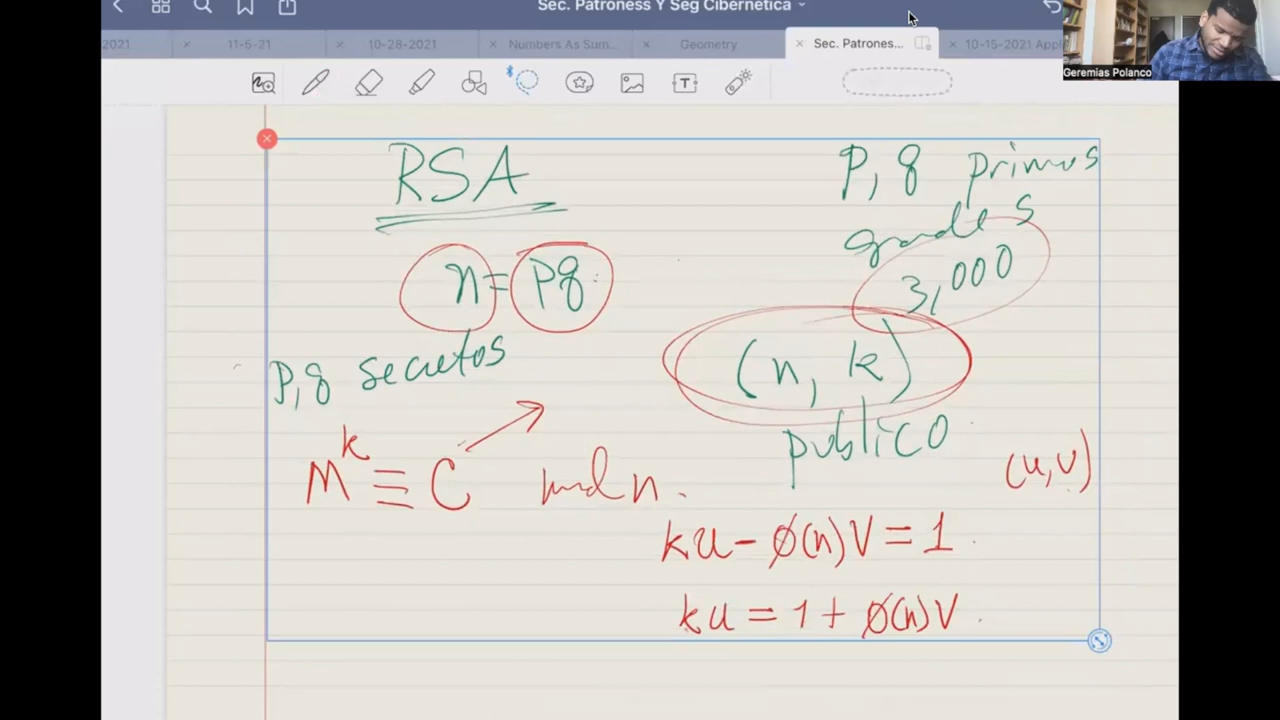 Sec. Patroness Y Seg Cibernetica
2021
11-5-21
10-28-2021
Numbers As Sum...
Geometry
Sec. Patrones...
10-15-2021 Appl
Geremias Polanco
RSA
P, q primos
grandes
3,000
n = pq
(n, k)
publico
P, q secretos
M^k ≡ C mod n.
(u, v)
ku - ϕ(n)V = 1
ku = 1 + ϕ(n)V